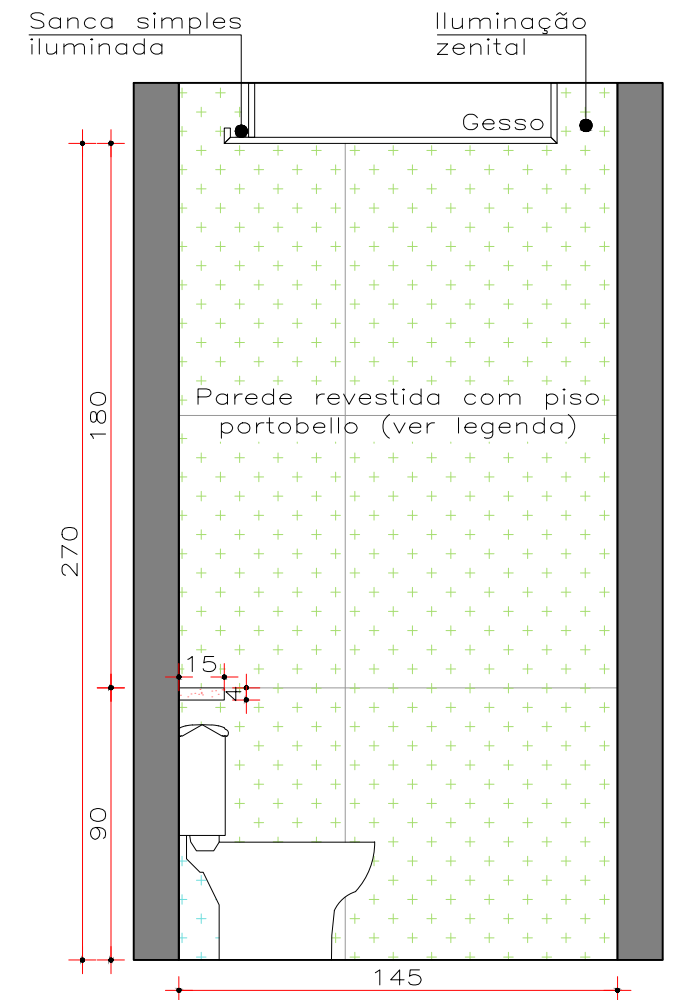 Sanca simples
iluminada
Iluminação
zenital
Gesso
Parede revestida com piso
portobello (ver legenda)
180
270
15
4
90
145